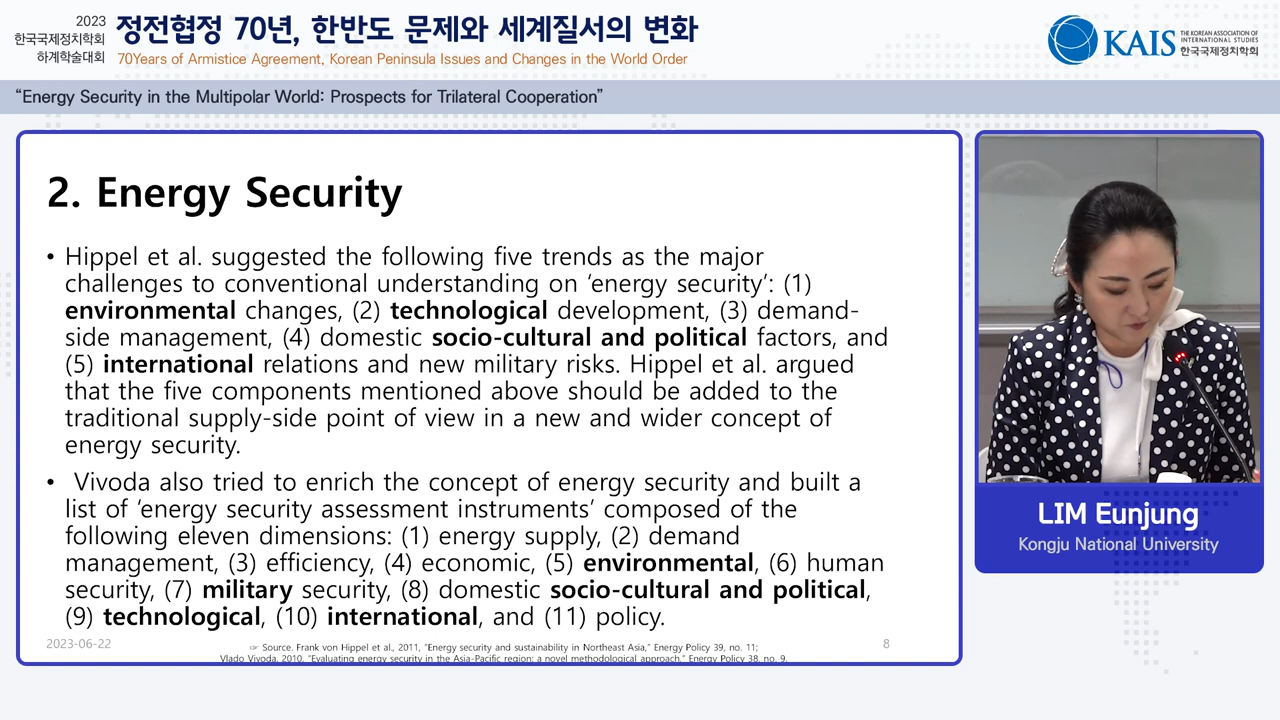 2023
한국국제정치학회
하계학술대회
정전협정 70년, 한반도 문제와 세계질서의 변화
70Years of Armistice Agreement, Korean Peninsula Issues and Changes in the World Order
KAIS
THE KOREAN ASSOCIATION OF
INTERNATIONAL STUDIES
한국국제정치학회
“Energy Security in the Multipolar World: Prospects for Trilateral Cooperation”
2. Energy Security
• Hippel et al. suggested the following five trends as the major
challenges to conventional understanding on ‘energy security’: (1)
environmental changes, (2) technological development, (3) demand-
side management, (4) domestic socio-cultural and political factors, and
(5) international relations and new military risks. Hippel et al. argued
that the five components mentioned above should be added to the
traditional supply-side point of view in a new and wider concept of
energy security.
• Vivoda also tried to enrich the concept of energy security and built a
list of ‘energy security assessment instruments’ composed of the
following eleven dimensions: (1) energy supply, (2) demand
management, (3) efficiency, (4) economic, (5) environmental, (6) human
security, (7) military security, (8) domestic socio-cultural and political,
(9) technological, (10) international, and (11) policy.
2023-06-22
☞ Source. Frank von Hippel et al., 2011, “Energy security and sustainability in Northeast Asia,” Energy Policy 39, no. 11;
Vlado Vivoda. 2010. “Evaluating energy security in the Asia-Pacific region: a novel methodological approach.” Energy Policy 38. no. 9.
8
LIM Eunjung
Kongju National University